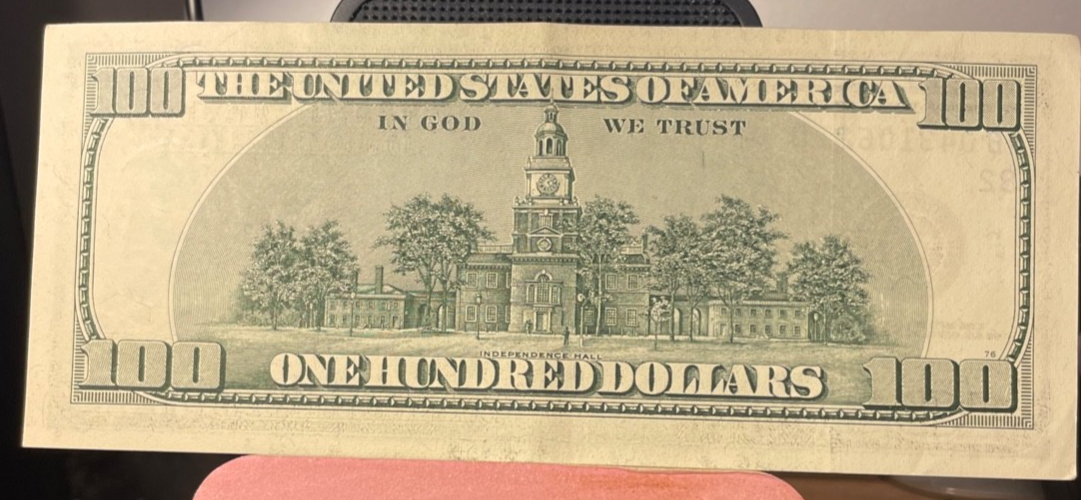 100 THE UNITED STATES OF AMERICA 100
IN GOD WE TRUST
INDEPENDENCE HALL
76
100 ONE HUNDRED DOLLARS 100